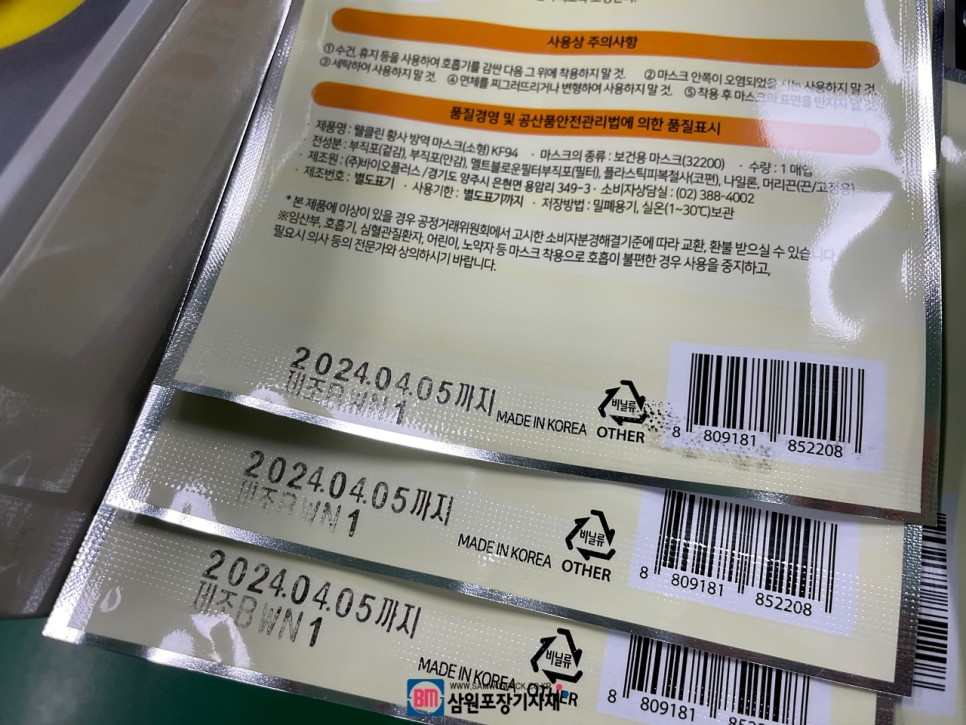 사용상 주의사항
①수건, 휴지 등을 사용하여 호흡기를 감싼 다음 그 위에 착용하지 말 것. ②마스크 안쪽이 오염되었을 시는 사용하지 말 것.
③세탁하여 사용하지 말 것. ④면체를 찌그러뜨리거나 변형하여 사용하지 말 것. ⑤착용 후 마스크의 표면을 만지지 말 것
품질경영 및 공산품안전관리법에 의한 품질표시
· 제품명 : 웰클린 황사 방역 마스크(소형) KF94 · 마스크의 종류 : 보건용 마스크(32200) · 수량 : 1 매입
· 전성분 : 부직포(겉감), 부직포(안감), 멜트블로운필터부직포(필터), 플라스틱피복철사(코편), 나일론, 머리끈(끈/고정용)
· 제조원 : (주)바이오플러스 / 경기도 양주시 은현면 용암리 349-3 · 소비자상담실 : (02) 388-4002
· 제조번호 : 별도표기 · 사용기한 : 별도표기까지 · 저장방법 : 밀폐용기, 실온(1~30℃)보관
* 본 제품에 이상이 있을 경우 공정거래위원회에서 고시한 소비자분경해결기준에 따라 교환, 환불 받으실 수 있습니다.
※임산부, 호흡기, 심혈관질환자, 어린이, 노약자 등 마스크 착용으로 호흡이 불편한 경우 사용을 중지하고,
필요시 의사 등의 전문가와 상의하시기 바랍니다.
2024.04.05까지
제조BWN1
MADE IN KOREA
비닐류
OTHER
8 809181 852208
2024.04.05까지
제조BWN1
MADE IN KOREA
비닐류
OTHER
8 809181 852208
2024.04.05까지
제조BWN1
MADE IN KOREA
비닐류
8 809181
BM 삼원포장기자재